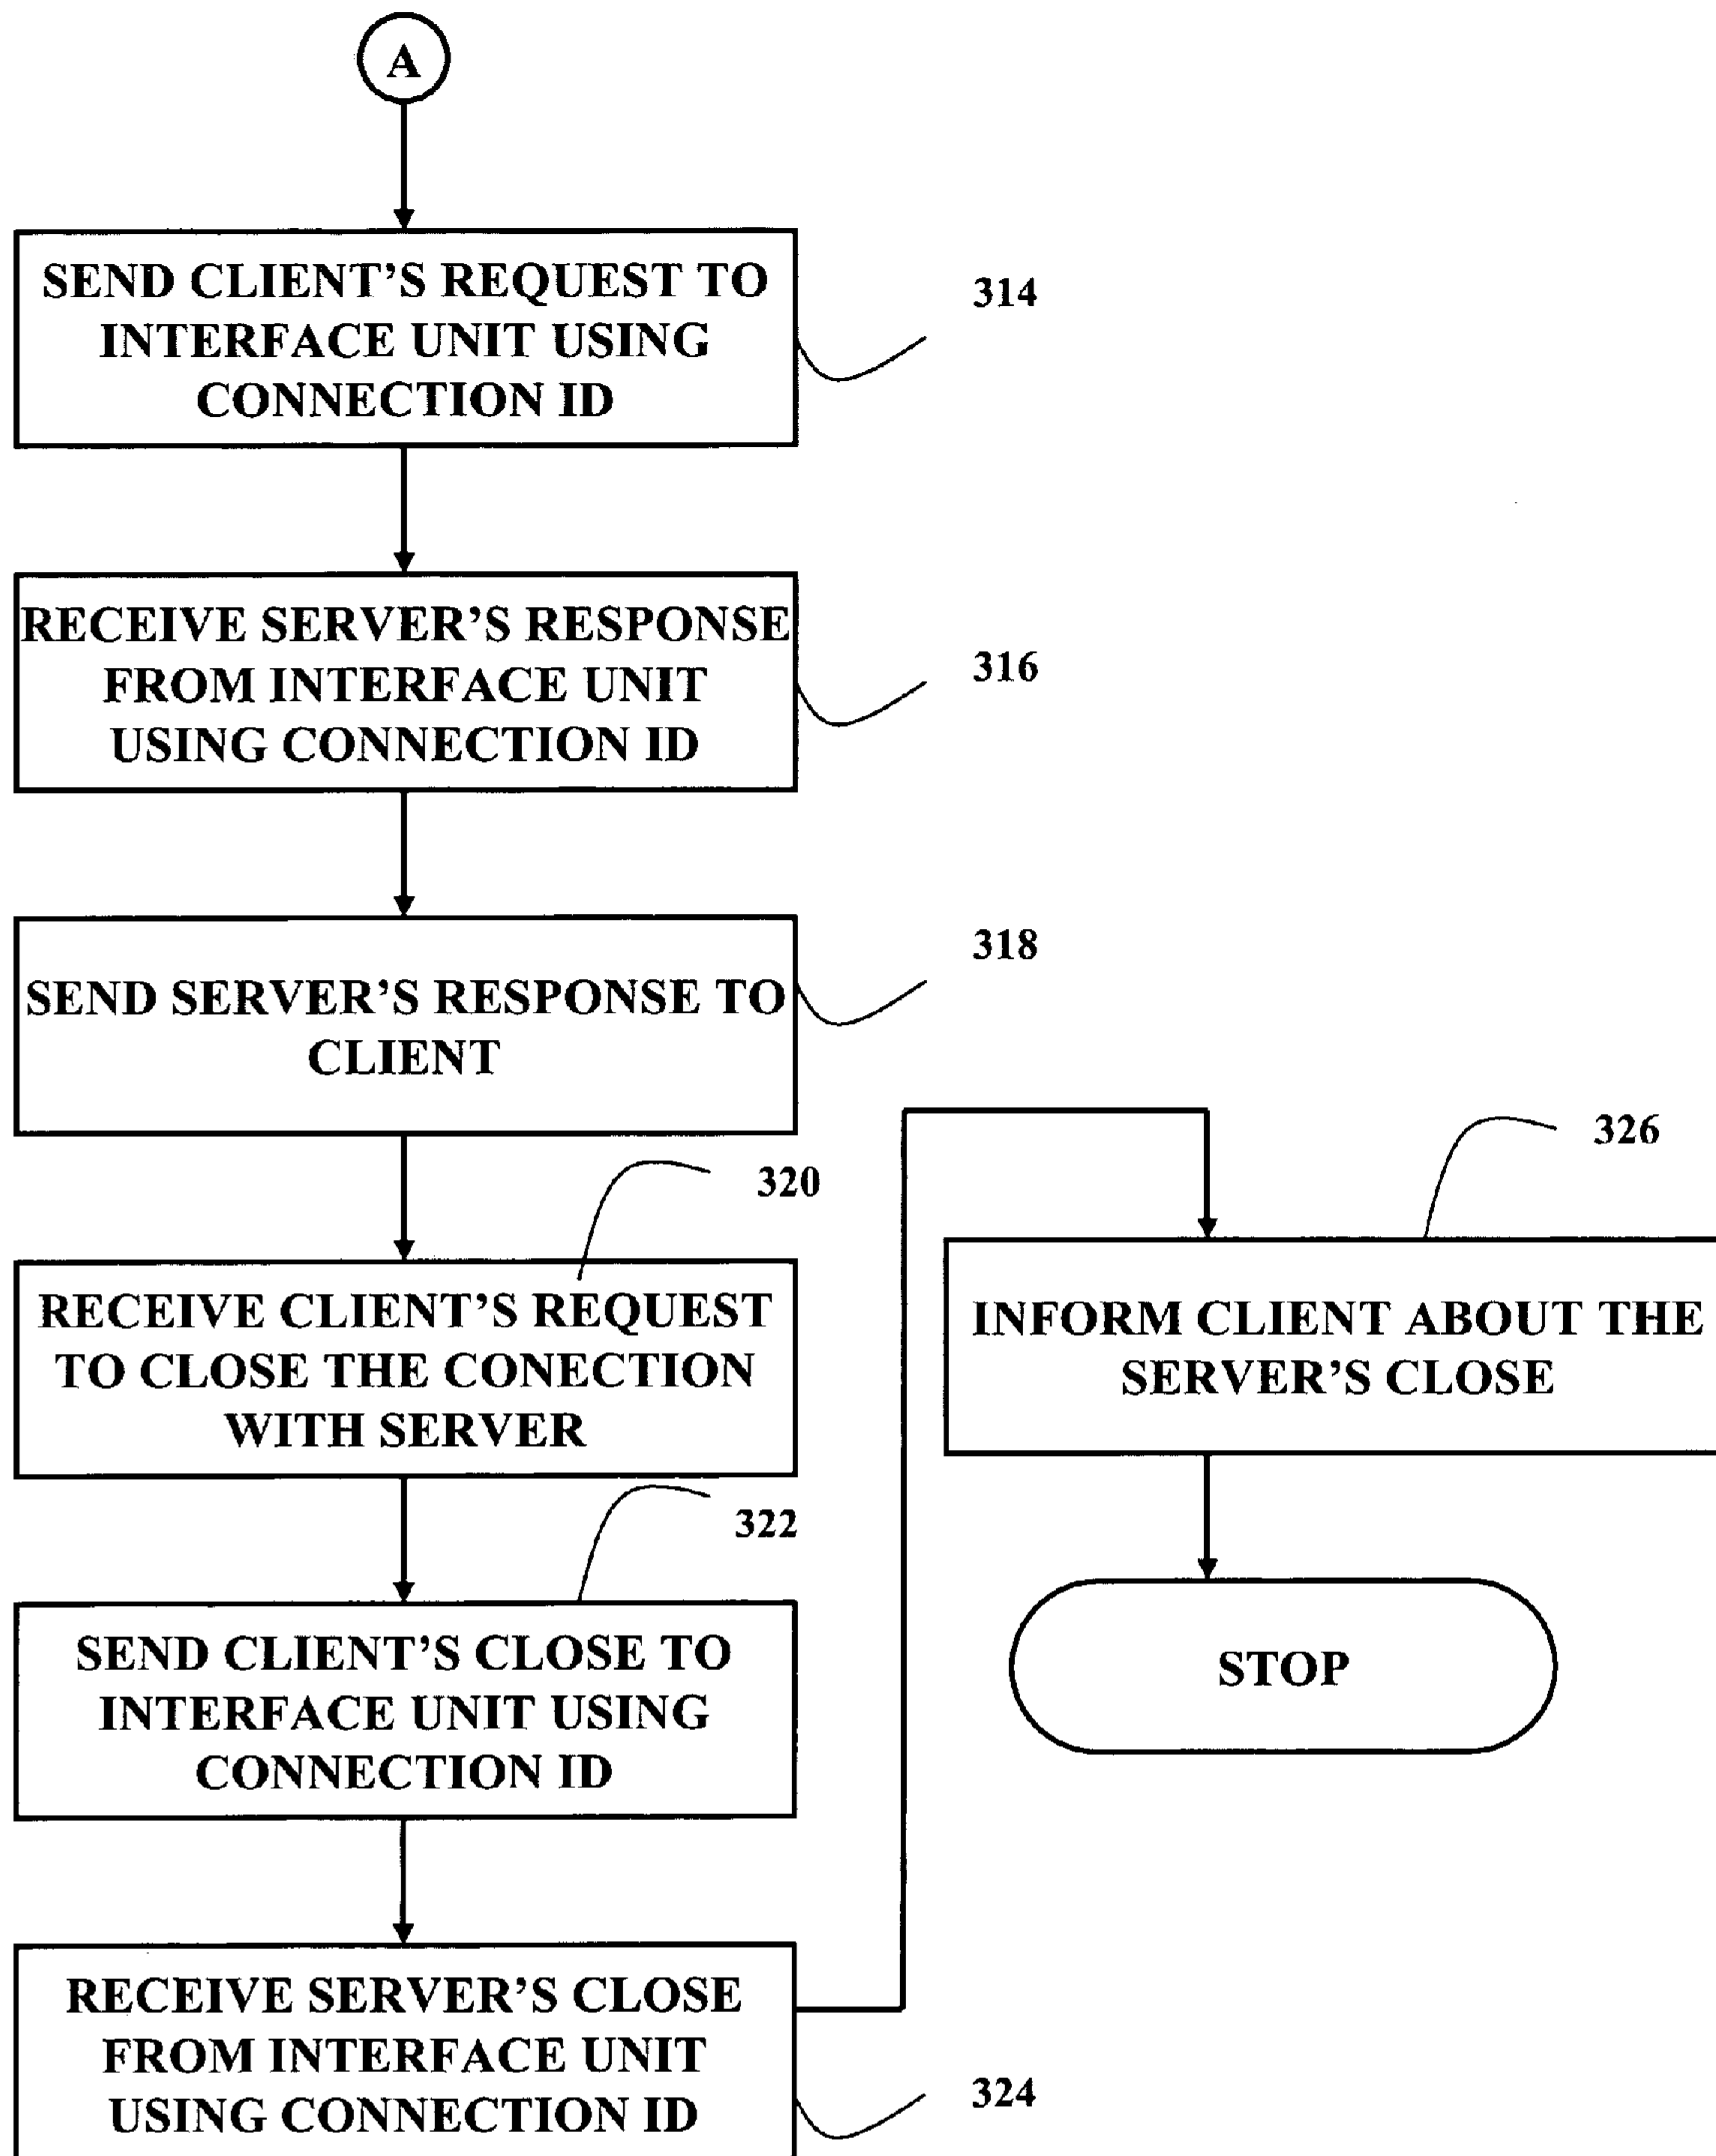 A
SEND CLIENT'S REQUEST TO
INTERFACE UNIT USING
CONNECTION ID
314
RECEIVE SERVER'S RESPONSE
FROM INTERFACE UNIT
USING CONNECTION ID
316
SEND SERVER'S RESPONSE TO
CLIENT
318
320
RECEIVE CLIENT'S REQUEST
TO CLOSE THE CONECTION
WITH SERVER
322
SEND CLIENT'S CLOSE TO
INTERFACE UNIT USING
CONNECTION ID
RECEIVE SERVER'S CLOSE
FROM INTERFACE UNIT
USING CONNECTION ID
324
326
INFORM CLIENT ABOUT THE
SERVER'S CLOSE
STOP